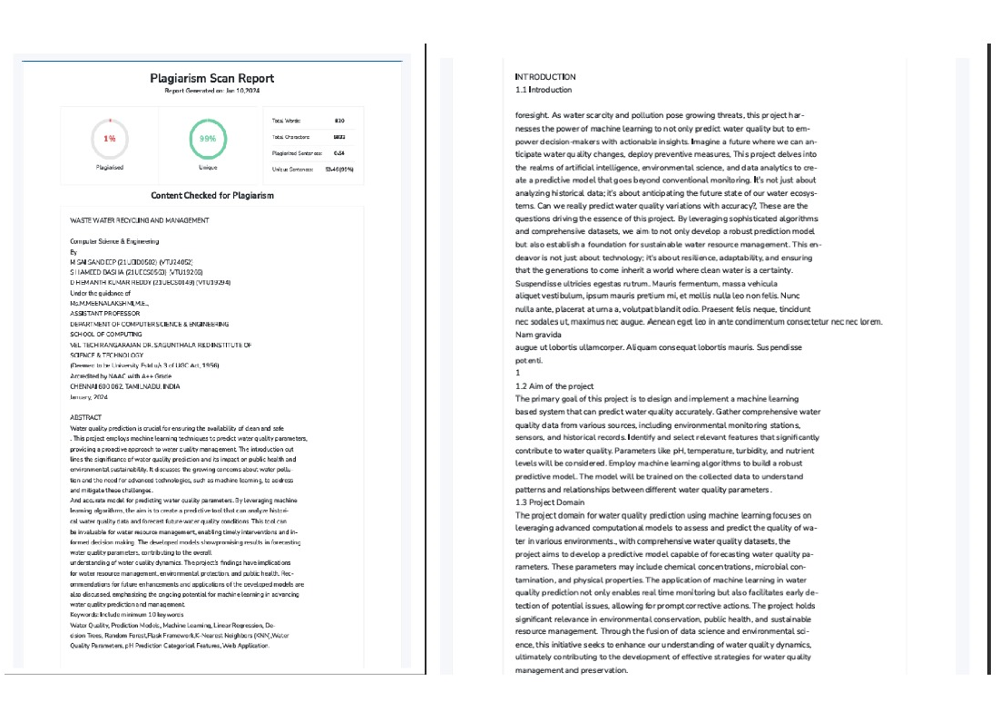 Plagiarism Scan Report
Report Generated on: Jan 10,2024
1%
Plagiarised
99%
Unique
Total Words:
Total Characters:
Plagiarized Sentences:
Unique Sentences:
Content Checked for Plagiarism
WASTE WATER RECYCLING AND MANAGEMENT
Computer Science & Engineering
By
M SAI SANDEEP (21UEID0502) (VTU24052)
S HAMEED BASHA (21UECS0563) (VTU19206)
D HEMANTH KUMAR REDDY (21UECS0149) (VTU19294)
Under the guidance of
Ms.M.MEENALAKSHMI,M.E.,
ASSISTANT PROFESSOR
DEPARTMENT OF COMPUTER SCIENCE & ENGINEERING
SCHOOL OF COMPUTING
VEL TECH RANGARAJAN DR. SAGUNTHALA R&D INSTITUTE OF
SCIENCE & TECHNOLOGY
(Deemed to be University Estd u/s 3 of UGC Act, 1956)
Accredited by NAAC with A++ Grade
CHENNAI 600 062, TAMILNADU, INDIA
January, 2024
ABSTRACT
Water quality prediction is crucial for ensuring the availability of clean and safe
. This project employs machine learning techniques to predict water quality parameters,
providing a proactive approach to water quality management. The introduction out
lines the significance of water quality prediction and its impact on public health and
environmental sustainability. It discusses the growing concerns about water pollu-
tion and the need for advanced technologies, such as machine learning, to address
and mitigate these challenges.
And accurate model for predicting water quality parameters. By leveraging machine
learning algorithms, the aim is to create a predictive tool that can analyze histori-
cal water quality data and forecast future water quality conditions. This tool can
be invaluable for water resource management, enabling timely interventions and in-
formed decision making. The developed models showpromising results in forecasting
water quality parameters, contributing to the overall
understanding of water quality dynamics. The project's findings have implications
for water resource management, environmental protection, and public health. Rec-
ommendations for future enhancements and applications of the developed models are
also discussed, emphasizing the ongoing potential for machine learning in advancing
water quality prediction and management.
Keywords: Include minimum 10 keywords
Water Quality, Prediction Models, Machine Learning, Linear Regression, De-
cision Trees, Random Forest,Flask Framework,K-Nearest Neighbors (KNN),Water
Quality Parameters, pH Prediction Categorical Features, Web Application.
INTRODUCTION
1.1 Introduction
foresight. As water scarcity and pollution pose growing threats, this project har-
nesses the power of machine learning to not only predict water quality but to em-
power decision-makers with actionable insights. Imagine a future where we can an-
ticipate water quality changes, deploy preventive measures, This project delves into
the realms of artificial intelligence, environmental science, and data analytics to cre-
ate a predictive model that goes beyond conventional monitoring. It's not just about
analyzing historical data; it's about anticipating the future state of our water ecosys-
tems. Can we really predict water quality variations with accuracy?, These are the
questions driving the essence of this project. By leveraging sophisticated algorithms
and comprehensive datasets, we aim to not only develop a robust prediction model
but also establish a foundation for sustainable water resource management. This en-
deavor is not just about technology; it's about resilience, adaptability, and ensuring
that the generations to come inherit a world where clean water is a certainty.
Suspendisse ultricies egestas rutrum. Mauris fermentum, massa vehicula
aliquet vestibulum, ipsum mauris pretium mi, et mollis nulla leo non felis. Nunc
nulla ante, placerat at urna a, volutpat blandit odio. Praesent felis neque, tincidunt
nec sodales ut, maximus nec augue. Aenean eget leo in ante condimentum consectetur nec nec lorem.
Nam gravida
augue ut lobortis ullamcorper. Aliquam consequat lobortis mauris. Suspendisse
potenti.
1
1.2 Aim of the project
The primary goal of this project is to design and implement a machine learning
based system that can predict water quality accurately. Gather comprehensive water
quality data from various sources, including environmental monitoring stations,
sensors, and historical records. Identify and select relevant features that significantly
contribute to water quality. Parameters like pH, temperature, turbidity, and nutrient
levels will be considered. Employ machine learning algorithms to build a robust
predictive model. The model will be trained on the collected data to understand
patterns and relationships between different water quality parameters.
1.3 Project Domain
The project domain for water quality prediction using machine learning focuses on
leveraging advanced computational models to assess and predict the quality of wa-
ter in various environments., with comprehensive water quality datasets, the
project aims to develop a predictive model capable of forecasting water quality pa-
rameters. These parameters may include chemical concentrations, microbial con-
tamination, and physical properties. The application of machine learning in water
quality prediction not only enables real time monitoring but also facilitates early de-
tection of potential issues, allowing for prompt corrective actions. The project holds
significant relevance in environmental conservation, public health, and sustainable
resource management. Through the fusion of data science and environmental sci-
ence, this initiative seeks to enhance our understanding of water quality dynamics,
ultimately contributing to the development of effective strategies for water quality
management and preservation.